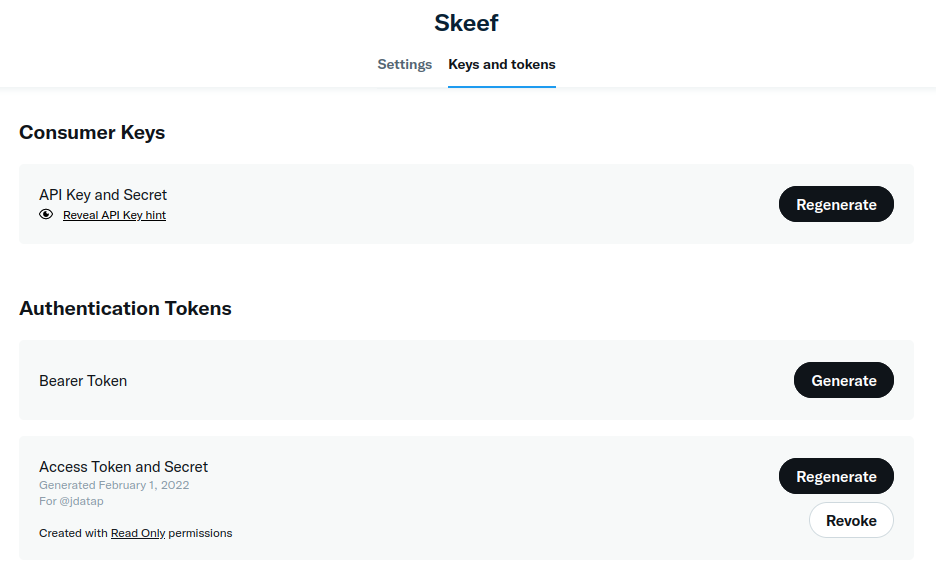 Skeef
Settings Keys and tokens
Consumer Keys
API Key and Secret
Reveal API Key hint
Regenerate
Authentication Tokens
Bearer Token
Generate
Access Token and Secret
Generated February 1, 2022
For @jdatap
Created with Read Only permissions
Regenerate
Revoke